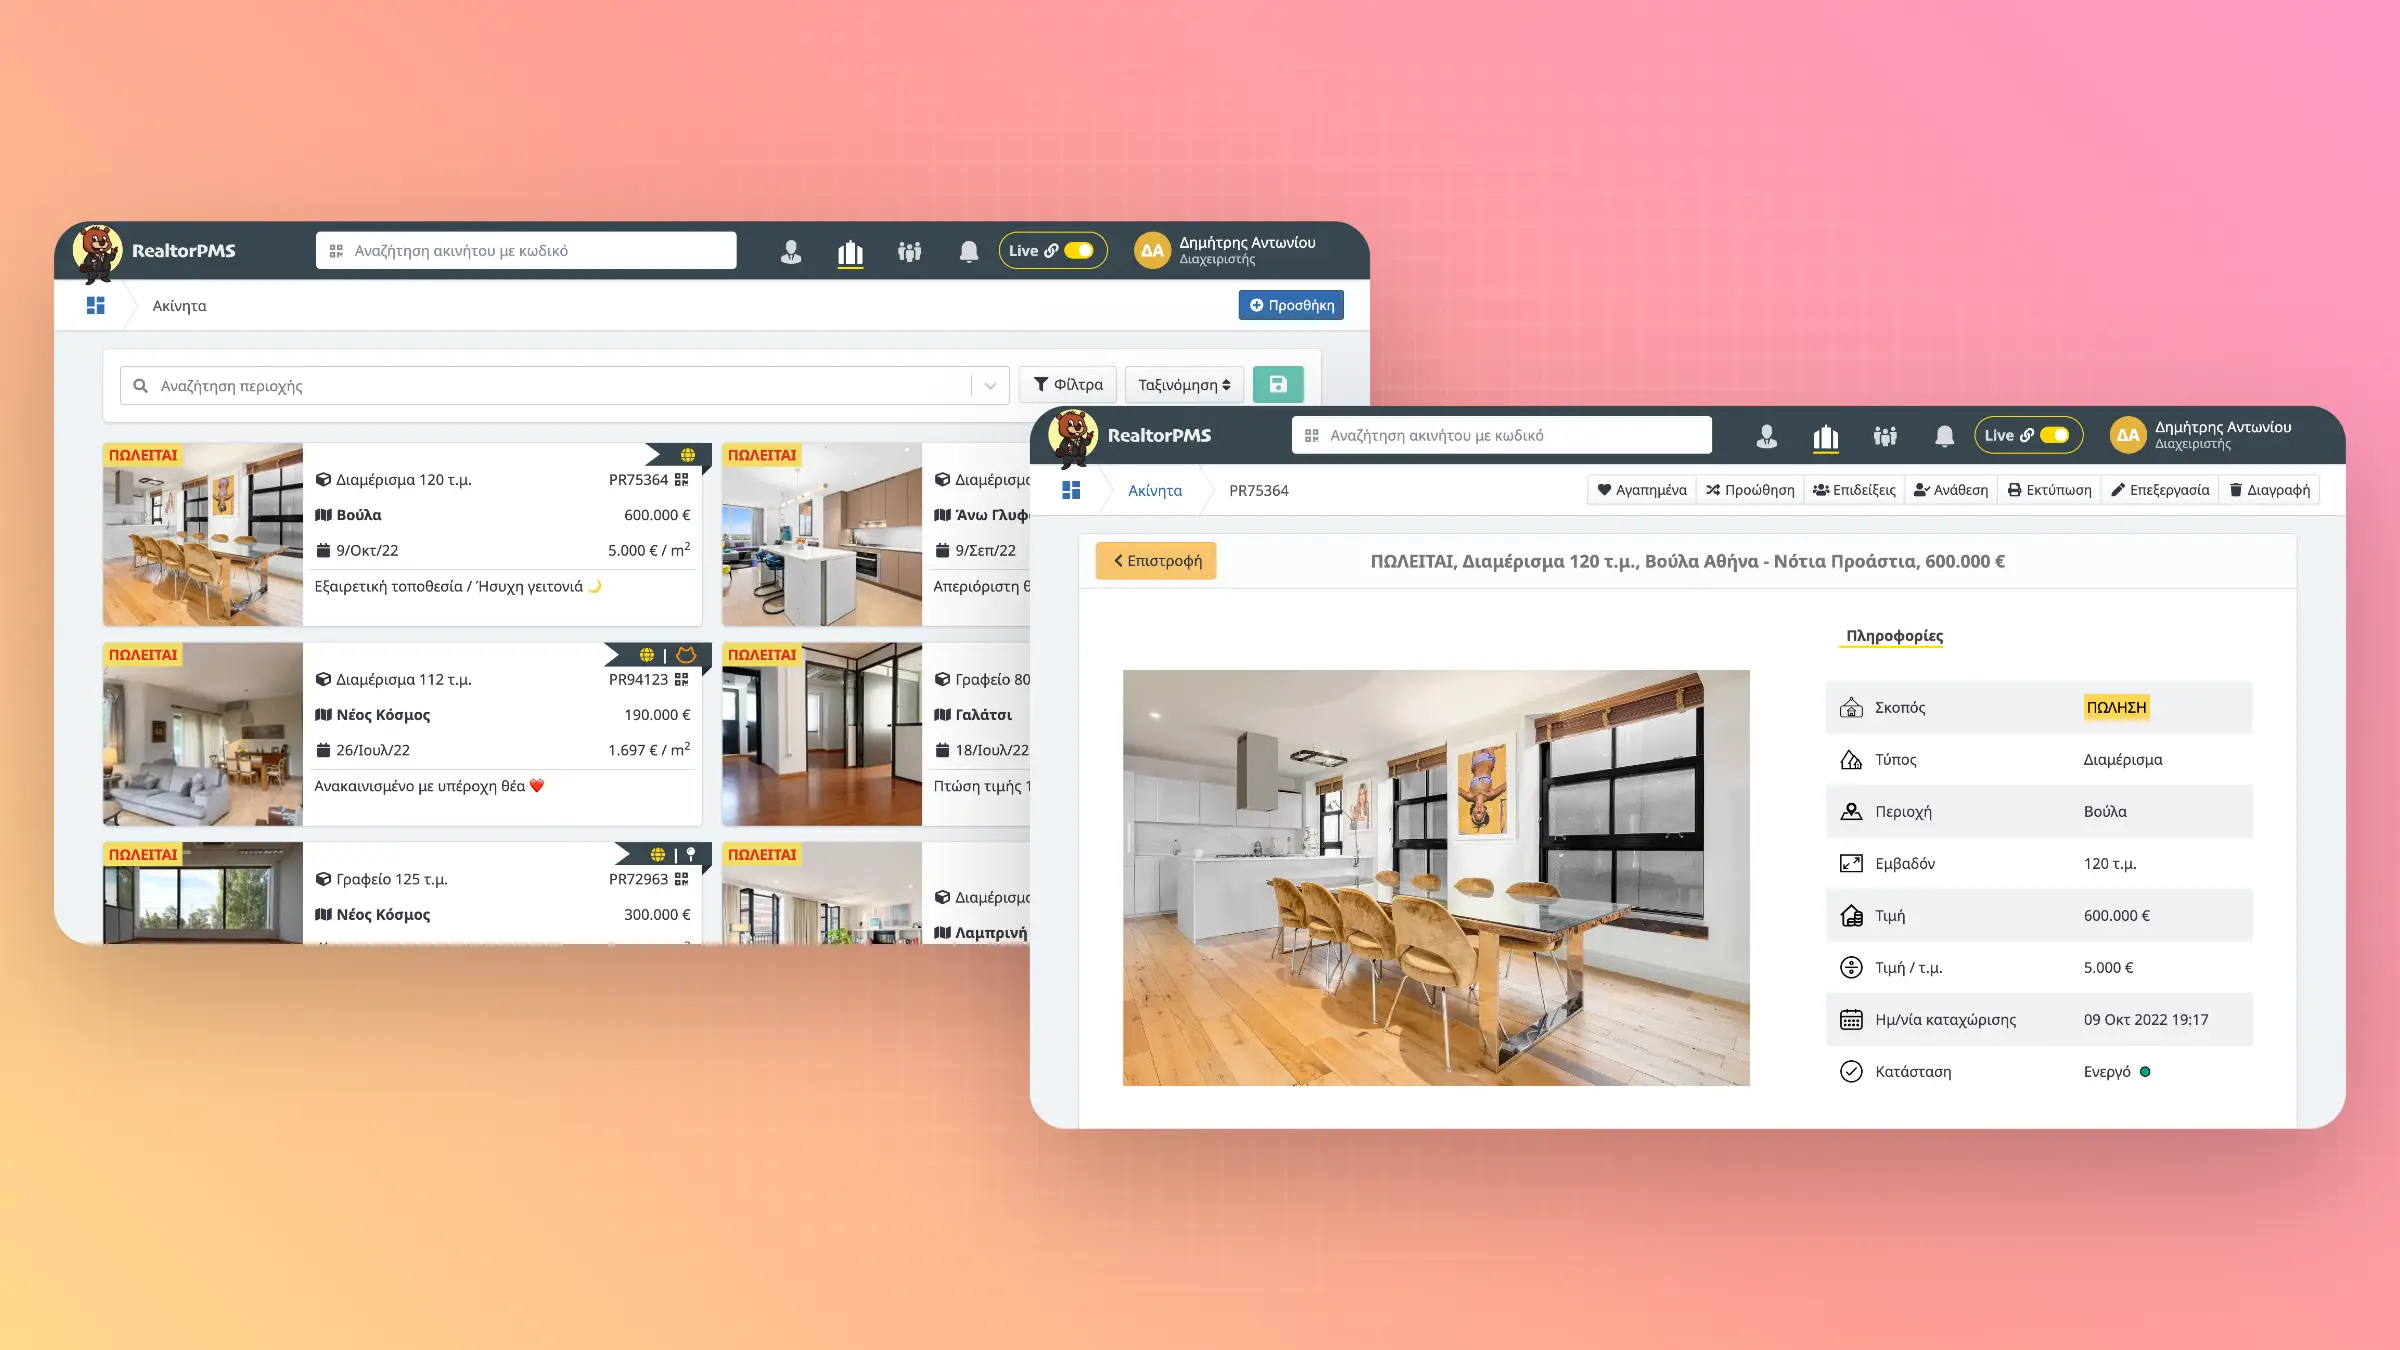 RealtorPMS
Αναζήτηση ακινήτου με κωδικό
Live
ΔΑ
Δημήτρης Αντωνίου
Διαχειριστής
Ακίνητα
Προσθήκη
Αναζήτηση περιοχής
Φίλτρα
Ταξινόμηση
ΠΩΛΕΙΤΑΙ
Διαμέρισμα 120 τ.μ.
PR75364
Βούλα
600.000 €
9/Οκτ/22
5.000 € / m²
Εξαιρετική τοποθεσία / Ήσυχη γειτονιά 🌙
ΠΩΛΕΙΤΑΙ
Διαμέρισμα
Άνω Γλυφ
9/Σεπ/22
Απεριόριστη θ
ΠΩΛΕΙΤΑΙ
Διαμέρισμα 112 τ.μ.
PR94123
Νέος Κόσμος
190.000 €
26/Ιουλ/22
1.697 € / m²
Ανακαινισμένο με υπέροχη θέα ❤️
ΠΩΛΕΙΤΑΙ
Γραφείο 80
Γαλάτσι
18/Ιουλ/22
Πτώση τιμής 1
ΠΩΛΕΙΤΑΙ
Γραφείο 125 τ.μ.
PR72963
Νέος Κόσμος
300.000 €
ΠΩΛΕΙΤΑΙ
Διαμέρισμα
Λαμπρινή
RealtorPMS
Αναζήτηση ακινήτου με κωδικό
Live
ΔΑ
Δημήτρης Αντωνίου
Διαχειριστής
Ακίνητα
PR75364
Αγαπημένα
Προώθηση
Επιδείξεις
Ανάθεση
Εκτύπωση
Επεξεργασία
Διαγραφή
Επιστροφή
ΠΩΛΕΙΤΑΙ, Διαμέρισμα 120 τ.μ., Βούλα Αθήνα - Νότια Προάστια, 600.000 €
Πληροφορίες
Σκοπός ΠΩΛΗΣΗ
Τύπος Διαμέρισμα
Περιοχή Βούλα
Εμβαδόν 120 τ.μ.
Τιμή 600.000 €
Τιμή / τ.μ. 5.000 €
Ημ/νία καταχώρισης 09 Οκτ 2022 19:17
Κατάσταση Ενεργό